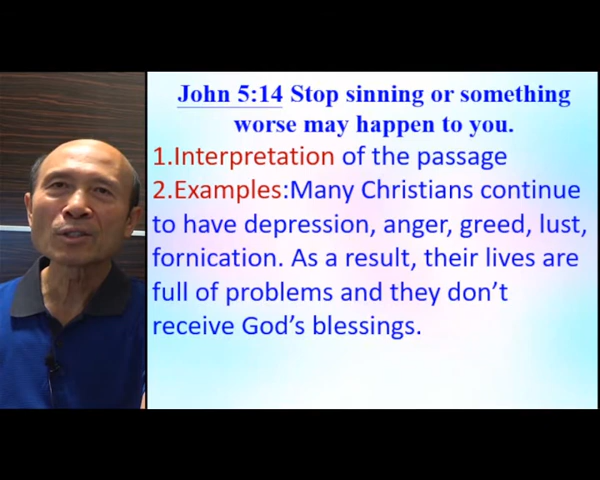 John 5:14 Stop sinning or something
worse may happen to you.
1.Interpretation of the passage
2.Examples:Many Christians continue
to have depression, anger, greed, lust,
fornication. As a result, their lives are
full of problems and they don’t
receive God’s blessings.